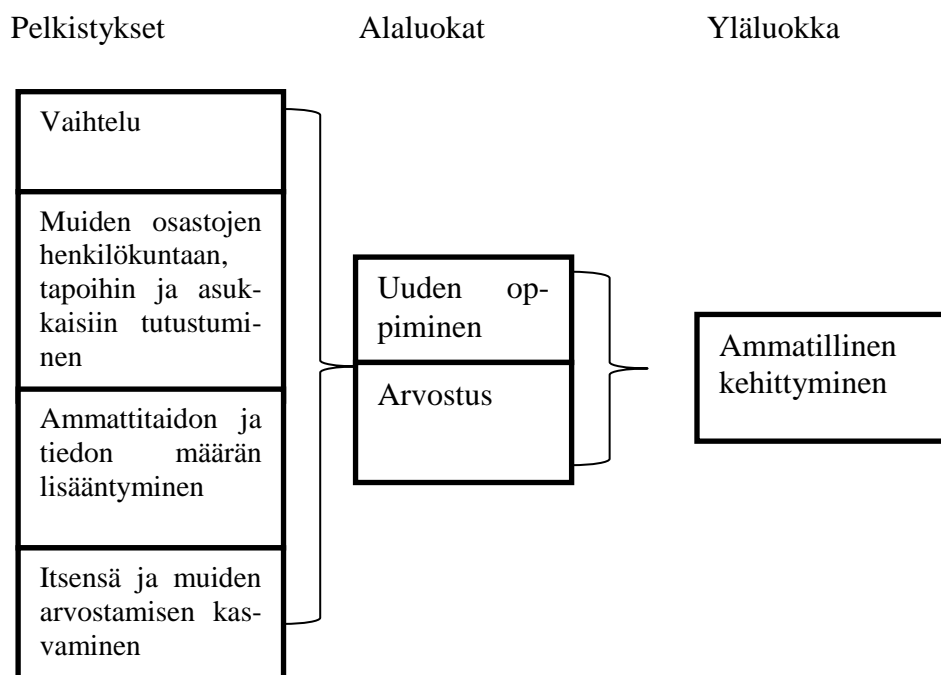 Pelkistykset Alaluokat Yläluokka
Vaihtelu
Muiden osastojen
henkilökuntaan,
tapoihin ja asuk-
kaisiin tutustumi-
nen
Ammattitaidon ja
tiedon määrän
lisääntyminen
Itsensä ja muiden
arvostamisen kas-
vaminen
Uuden op-
piminen
Arvostus
Ammatillinen
kehittyminen